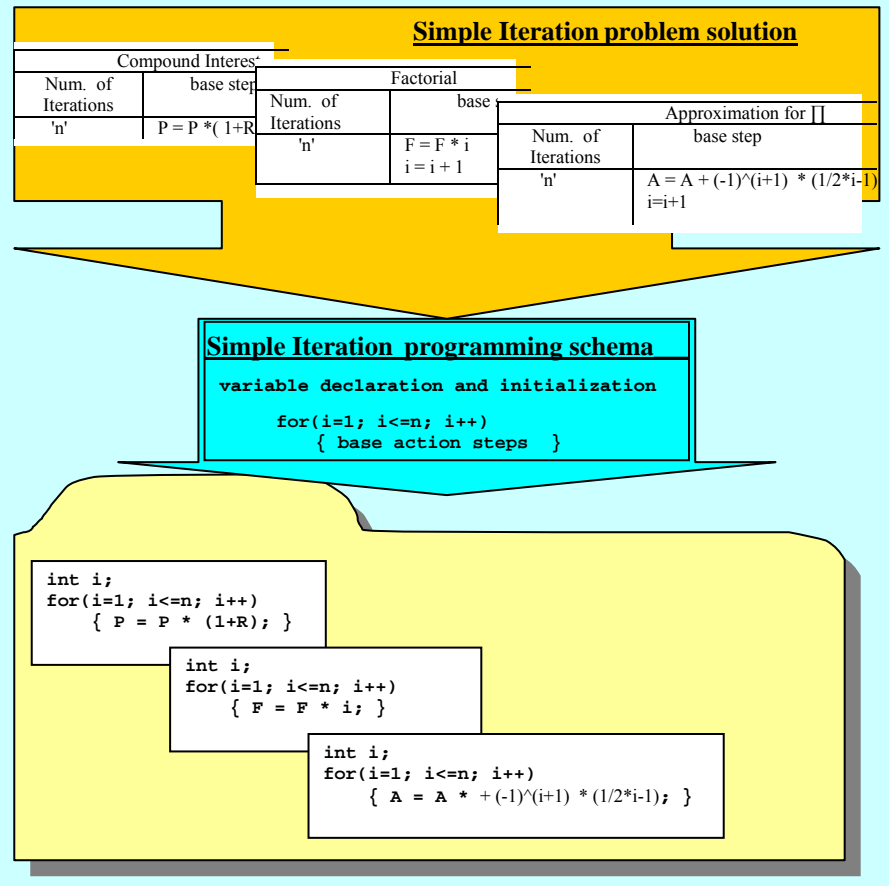 Simple Iteration problem solution
Compound Interest
Num. of
Iterations
base step
'n'
P = P *( 1+R
Factorial
Num. of
Iterations
base s
'n'
F = F * i
i = i + 1
Approximation for ∏
Num. of
Iterations
base step
'n'
A = A + (-1)^(i+1) * (1/2*i-1)
i=i+1
Simple Iteration programming schema
variable declaration and initialization
for(i=1; i<=n; i++)
{ base action steps }
int i;
for(i=1; i<=n; i++)
{ P = P * (1+R); }
int i;
for(i=1; i<=n; i++)
{ F = F * i; }
int i;
for(i=1; i<=n; i++)
{ A = A * + (-1)^(i+1) * (1/2*i-1); }